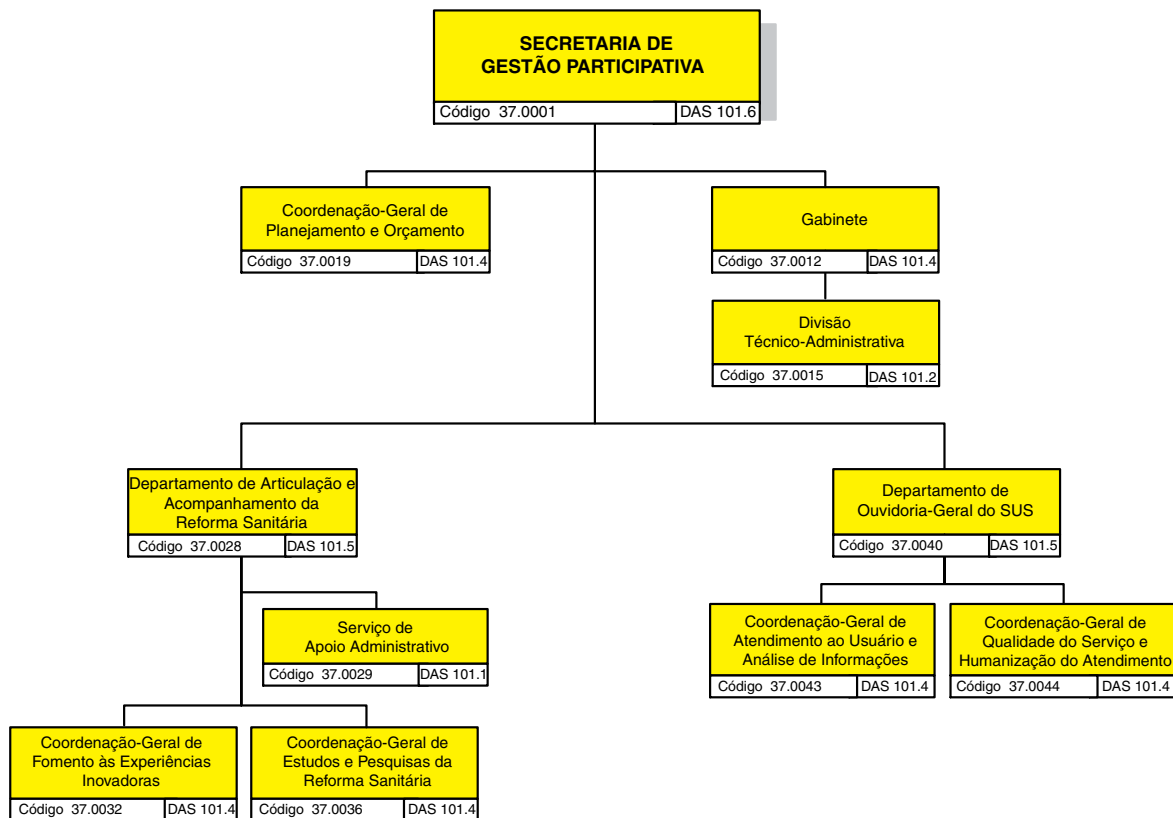 SECRETARIA DE
GESTÃO PARTICIPATIVA
Código 37.0001 DAS 101.6
Coordenação-Geral de
Planejamento e Orçamento
Código 37.0019 DAS 101.4
Gabinete
Código 37.0012 DAS 101.4
Divisão
Técnico-Administrativa
Código 37.0015 DAS 101.2
Departamento de Articulação e
Acompanhamento da
Reforma Sanitária
Código 37.0028 DAS 101.5
Departamento de
Ouvidoria-Geral do SUS
Código 37.0040 DAS 101.5
Serviço de
Apoio Administrativo
Código 37.0029 DAS 101.1
Coordenação-Geral de
Atendimento ao Usuário e
Análise de Informações
Código 37.0043 DAS 101.4
Coordenação-Geral de
Qualidade do Serviço e
Humanização do Atendimento
Código 37.0044 DAS 101.4
Coordenação-Geral de
Fomento às Experiências
Inovadoras
Código 37.0032 DAS 101.4
Coordenação-Geral de
Estudos e Pesquisas da
Reforma Sanitária
Código 37.0036 DAS 101.4